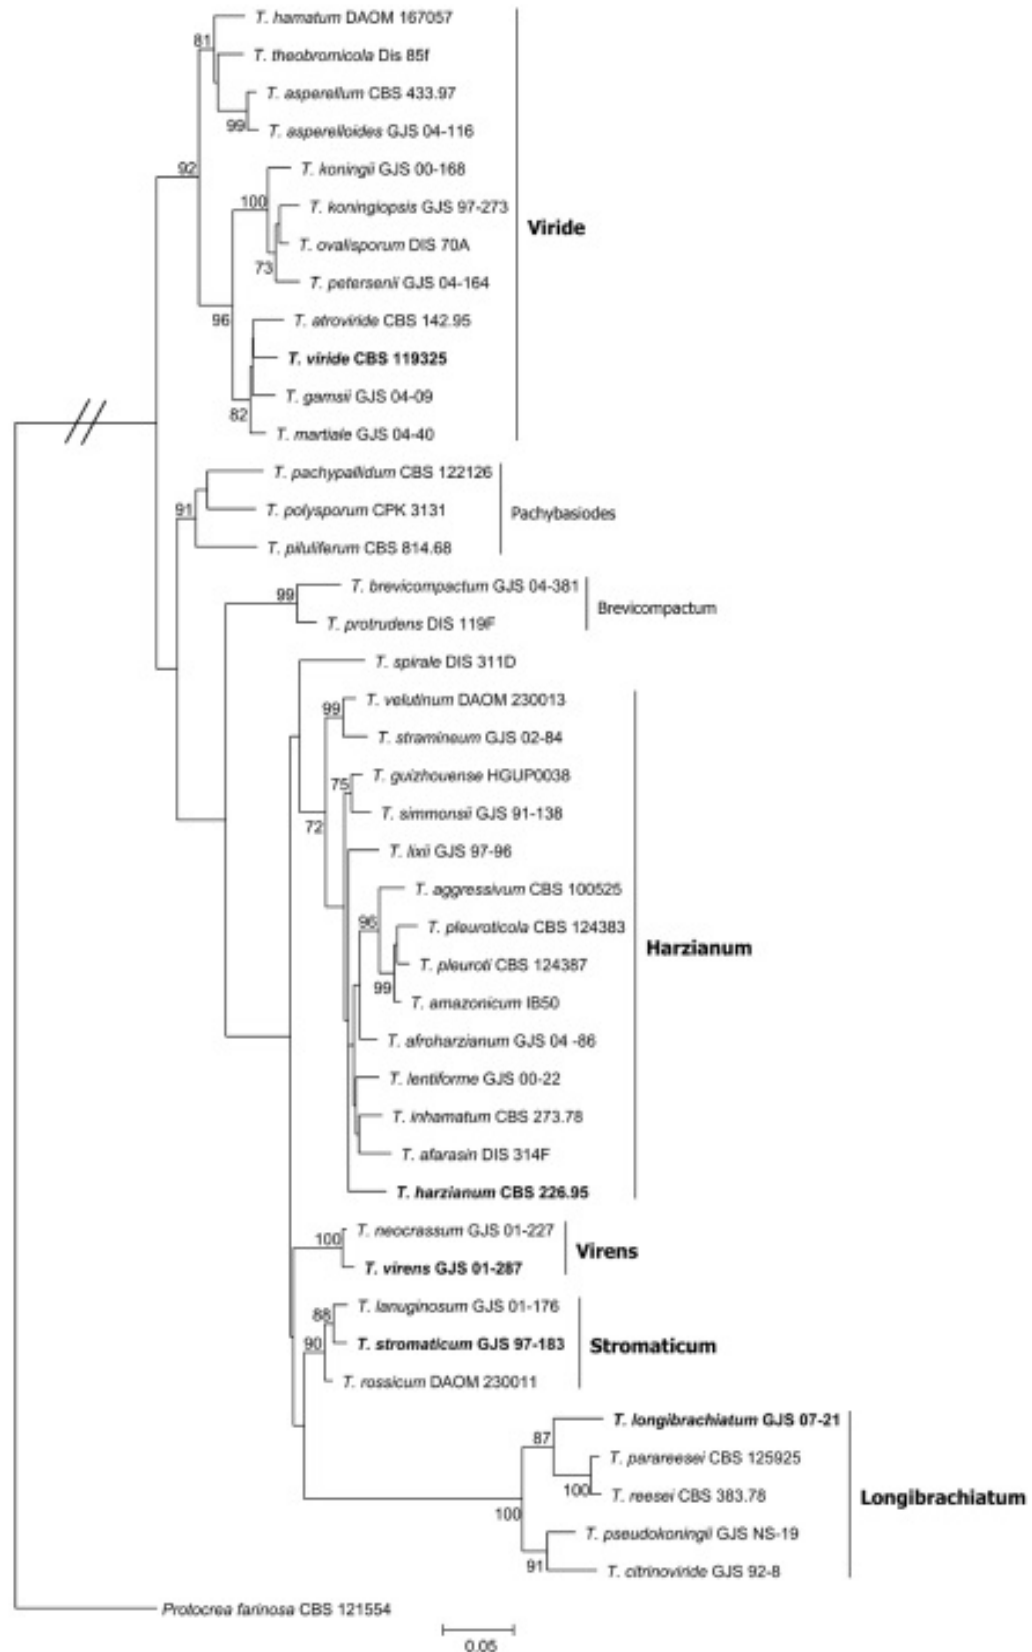 T. hamatum DAOM 167057
81
T. theobromicola Dis 85f
T. asperellum CBS 433.97
99
T. asperelloides GJS 04-116
92
T. koningii GJS 00-168
100
T. koningiopsis GJS 97-273
Viride
T. ovalisporum DIS 70A
73
T. petersenii GJS 04-164
96
T. atroviride CBS 142.95
T. viride CBS 119325
T. gamsii GJS 04-09
82
T. martiale GJS 04-40
T. pachypallidum CBS 122126
91
T. polysporum CPK 3131
Pachybasiodes
T. piluliferum CBS 814.68
T. brevicompactum GJS 04-381
99
Brevicompactum
T. protrudens DIS 119F
T. spirale DIS 311D
T. velutinum DAOM 230013
99
T. stramineum GJS 02-84
T. guizhouense HGUP0038
75
T. simmonsii GJS 91-138
72
T. lixii GJS 97-96
T. aggressivum CBS 100525
96
T. pleuroticola CBS 124383
Harzianum
T. pleuroti CBS 124387
99
T. amazonicum IB50
T. afroharzianum GJS 04 -86
T. lentiforme GJS 00-22
T. inhamatum CBS 273.78
T. afarasin DIS 314F
T. harzianum CBS 226.95
T. neocrassum GJS 01-227
100
Virens
T. virens GJS 01-287
T. lanuginosum GJS 01-176
88
T. stromaticum GJS 97-183
90
Stromaticum
T. rossicum DAOM 230011
T. longibrachiatum GJS 07-21
87
T. parareesei CBS 125925
100
T. reesei CBS 383.78
Longibrachiatum
100
T. pseudokoningii GJS NS-19
91
T. citrinoviride GJS 92-8
Protocrea farinosa CBS 121554
0.05